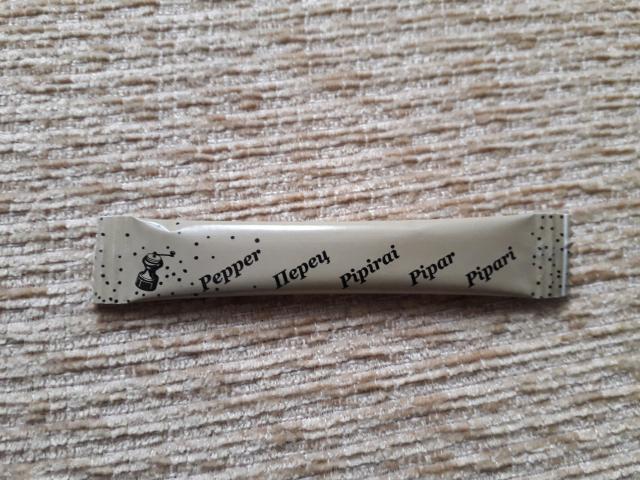 Pepper
Перец
Pipirai
Pipar
Pipari